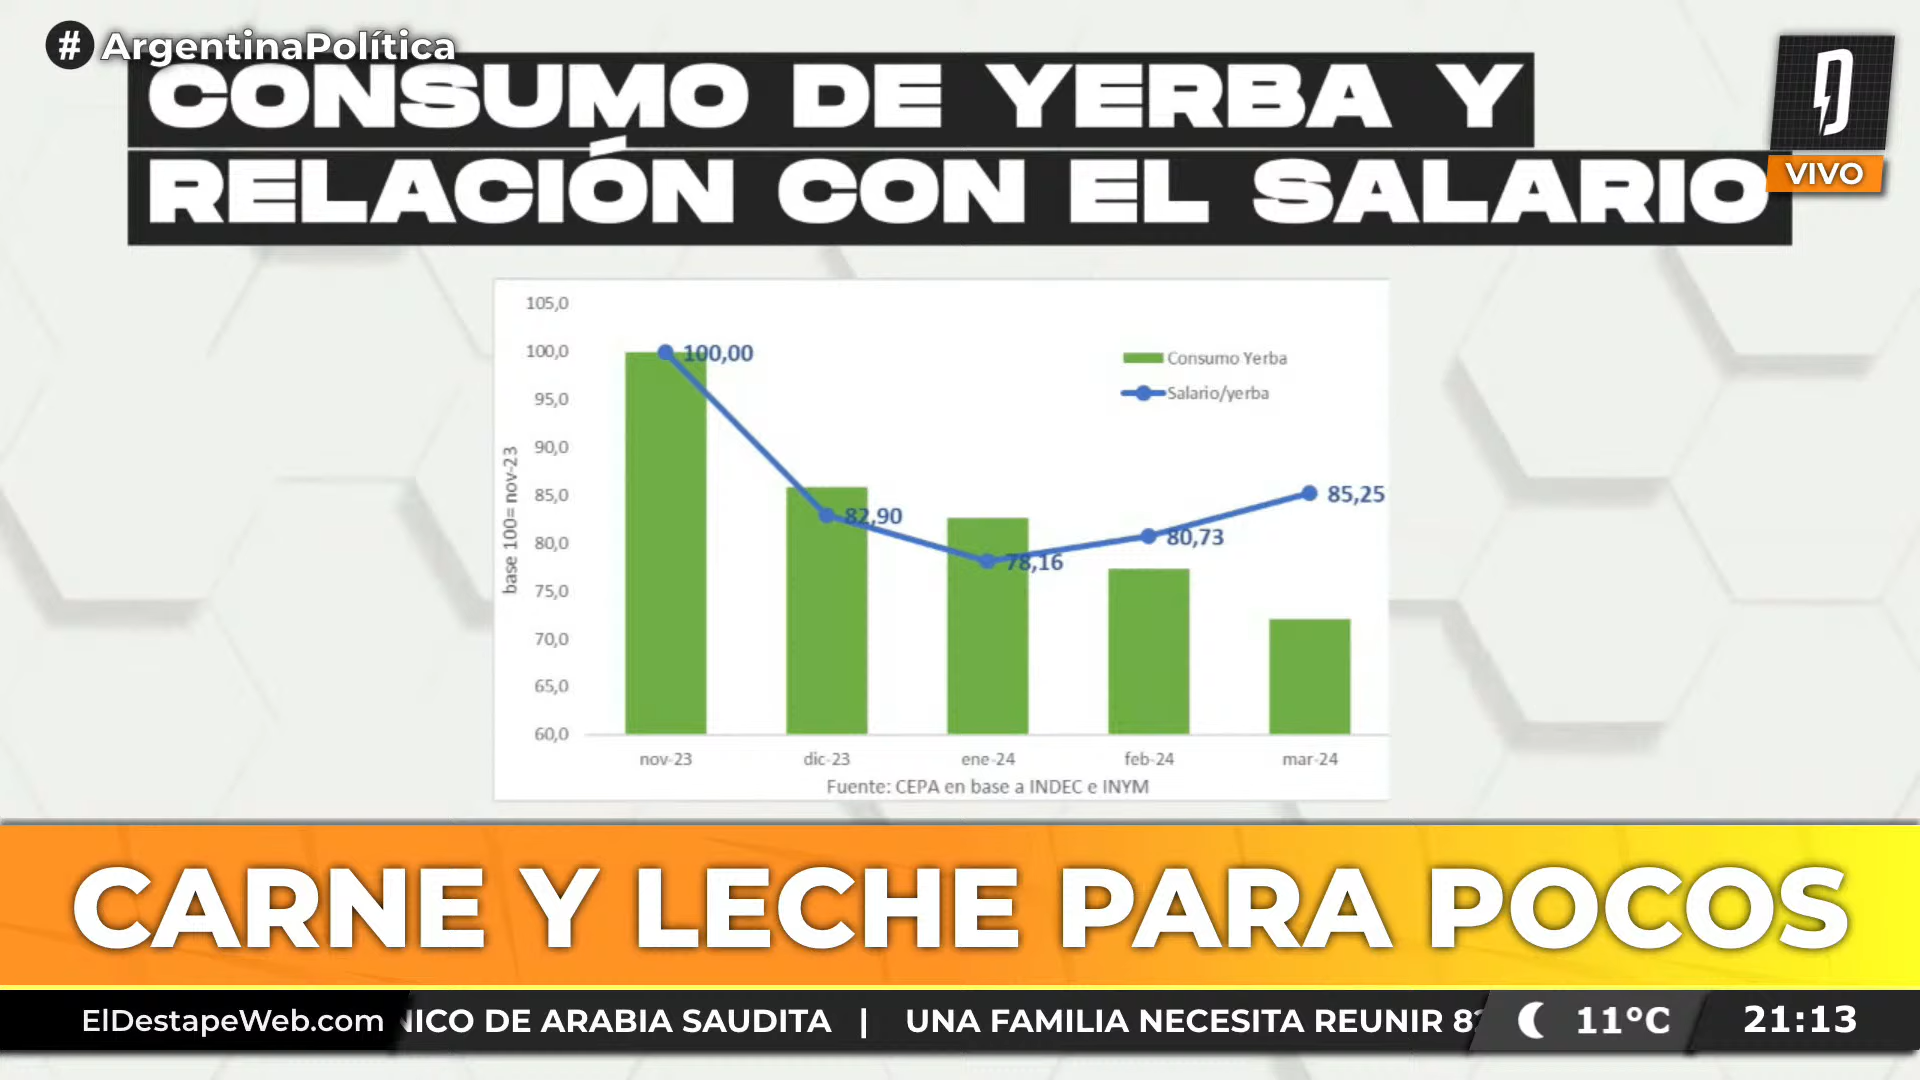 # ArgentinaPolítica
CONSUMO DE YERBA Y
RELACIÓN CON EL SALARIO
VIVO
105,0
100,0
95,0
90,0
85,0
80,0
75,0
70,0
65,0
60,0
base 100= nov-23
100,00
82,90
78,16
80,73
85,25
Consumo Yerba
Salario/yerba
nov-23 dic-23 ene-24 feb-24 mar-24
Fuente: CEPA en base a INDEC e INYM
CARNE Y LECHE PARA POCOS
ElDestapeWeb.com
DE ARABIA SAUDITA | UNA FAMILIA NECESITA REUNIR
11°C
21:13